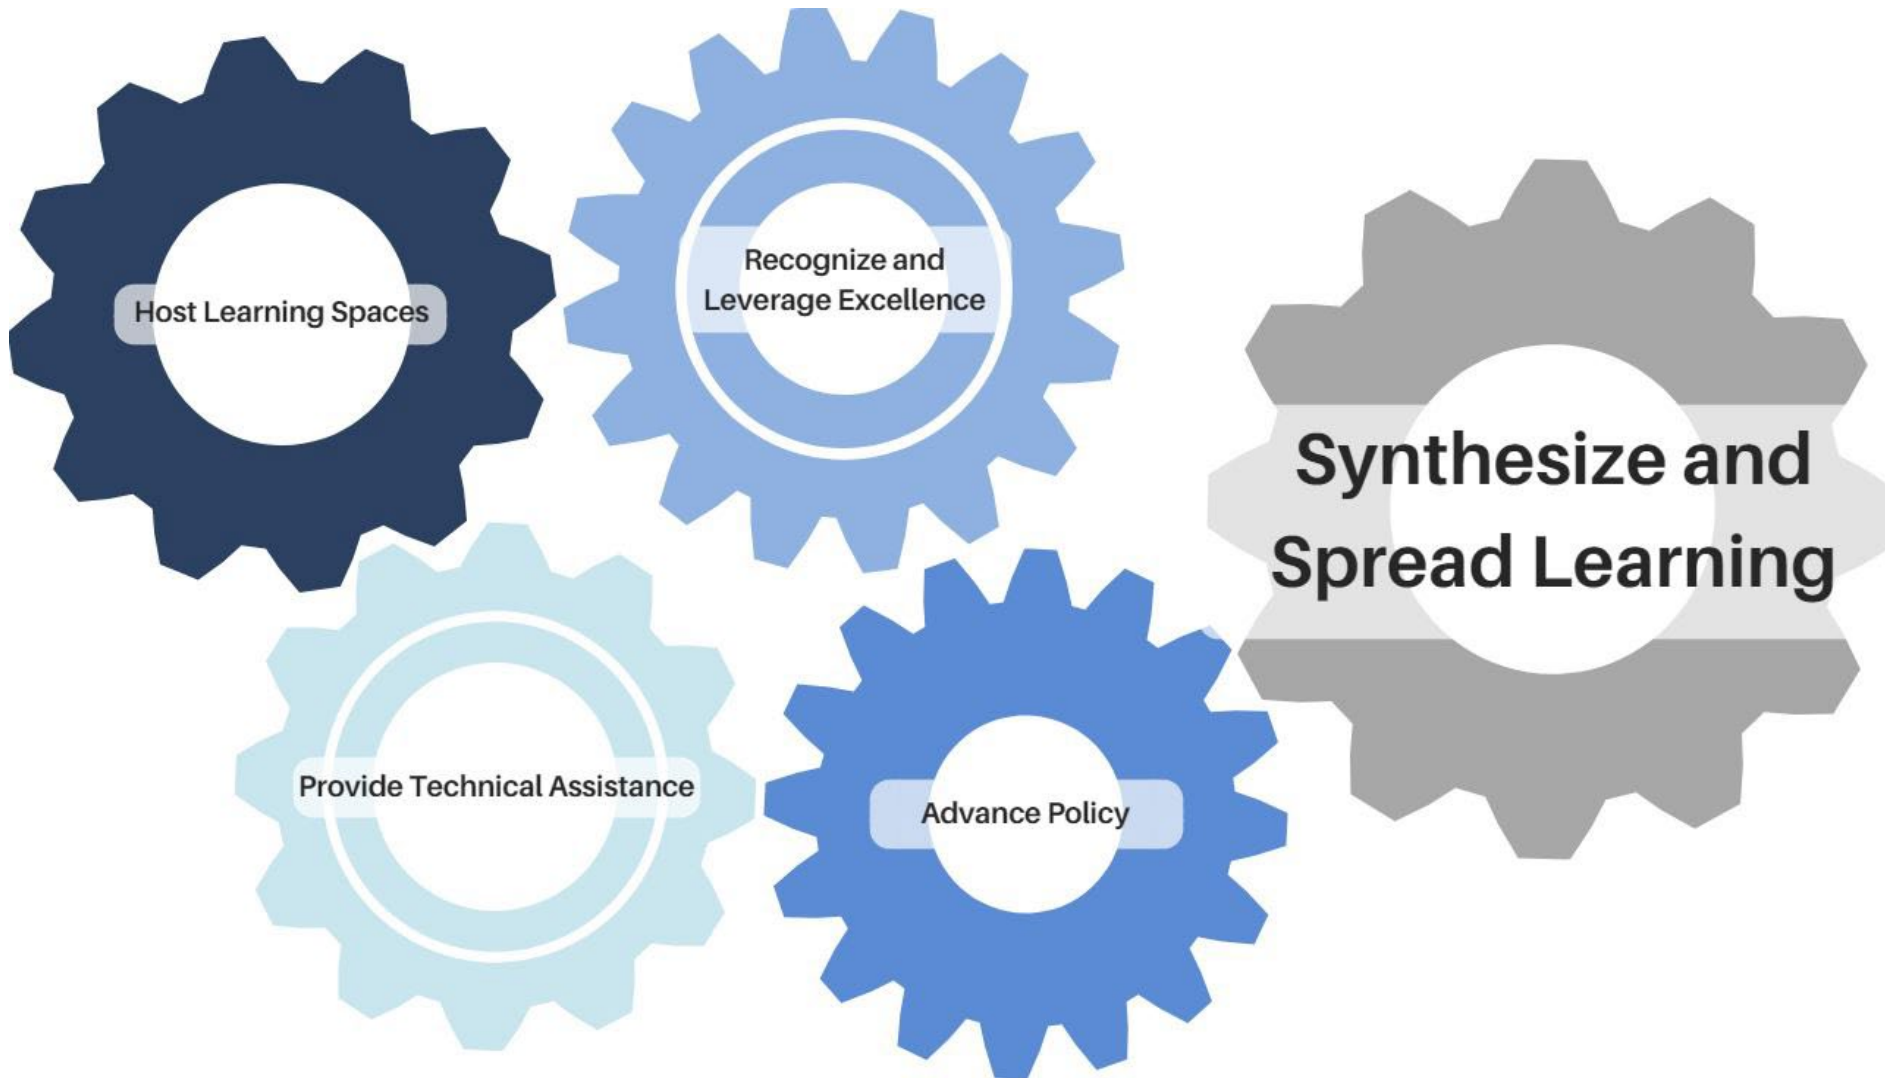 Host Learning Spaces
Recognize and
Leverage Excellence
Synthesize and
Spread Learning
Provide Technical Assistance
Advance Policy